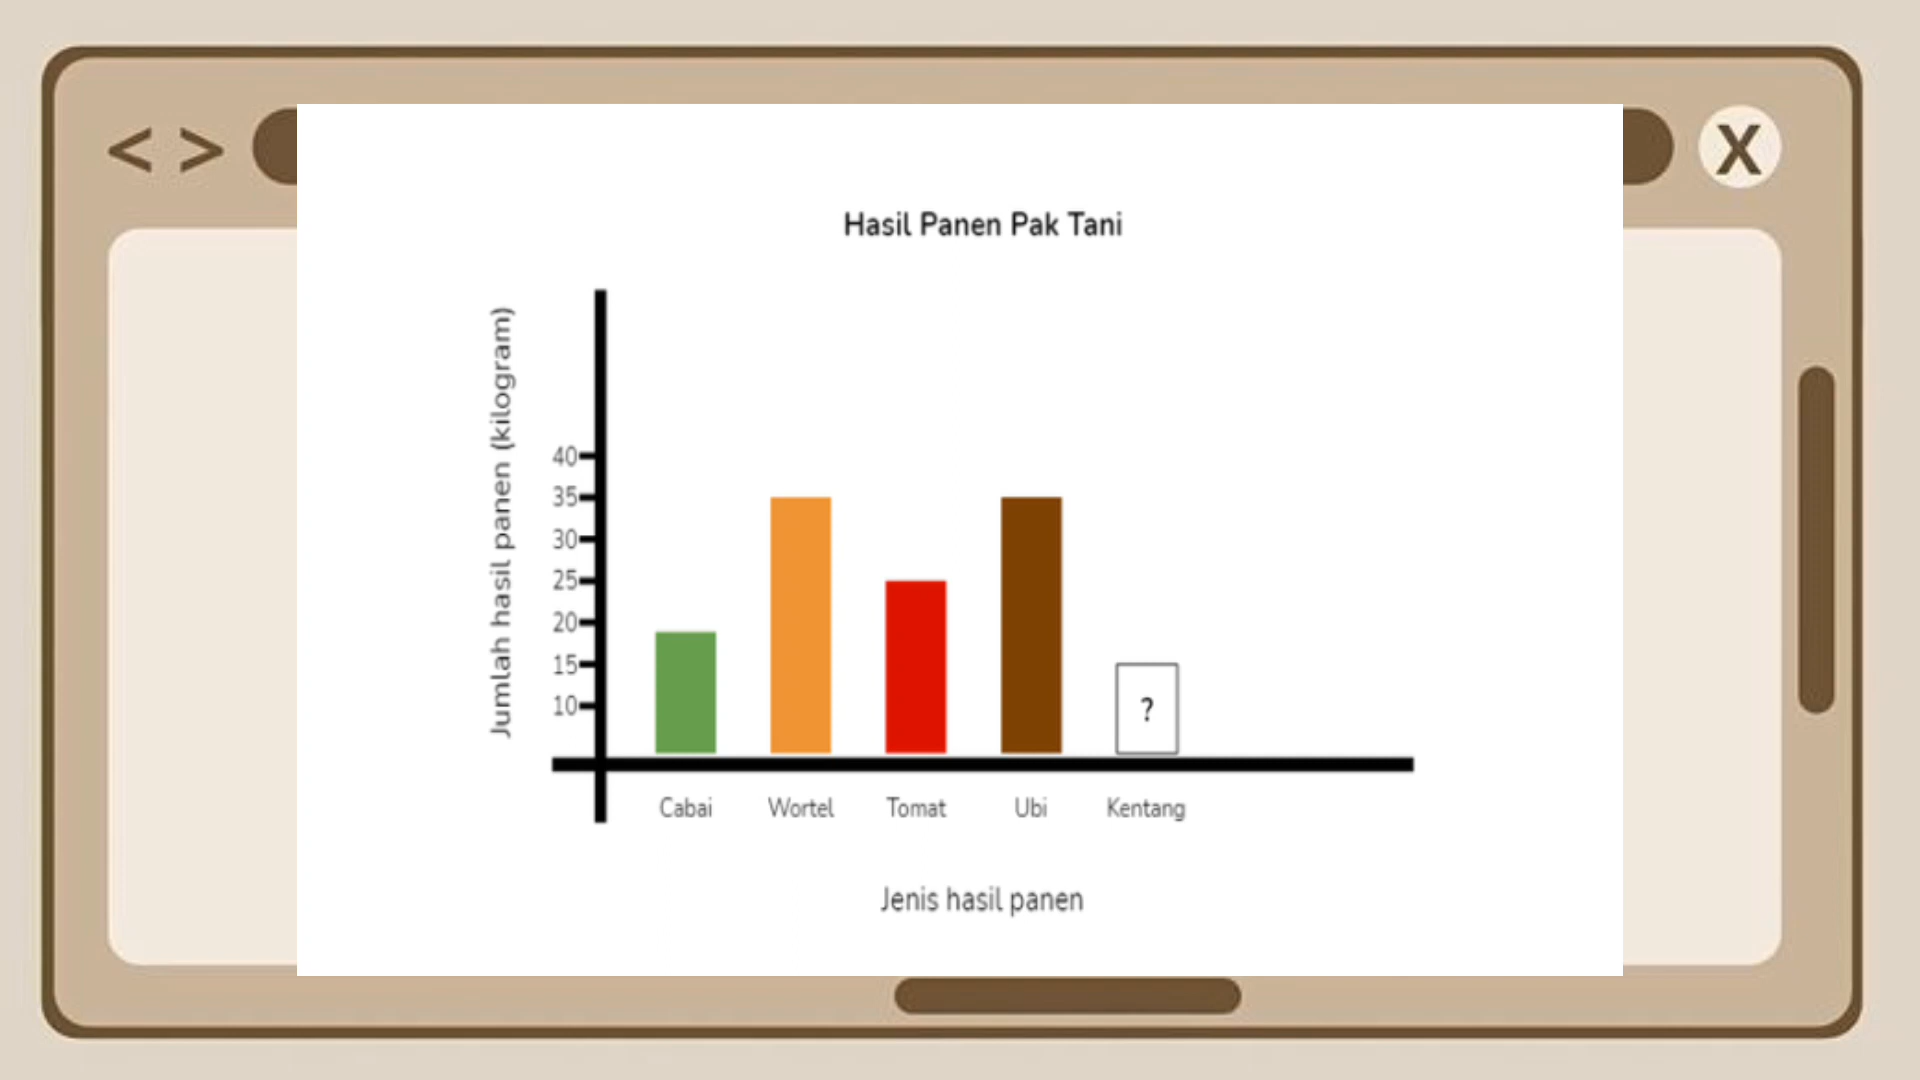 < >
X
Hasil Panen Pak Tani
Jumlah hasil panen (kilogram)
40
35
30
25
20
15
10
?
Cabai Wortel Tomat Ubi Kentang
Jenis hasil panen